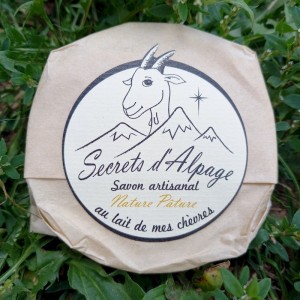 Secrets d'Alpage
Savon artisanal
Nature Pâture
au lait de mes chèvres